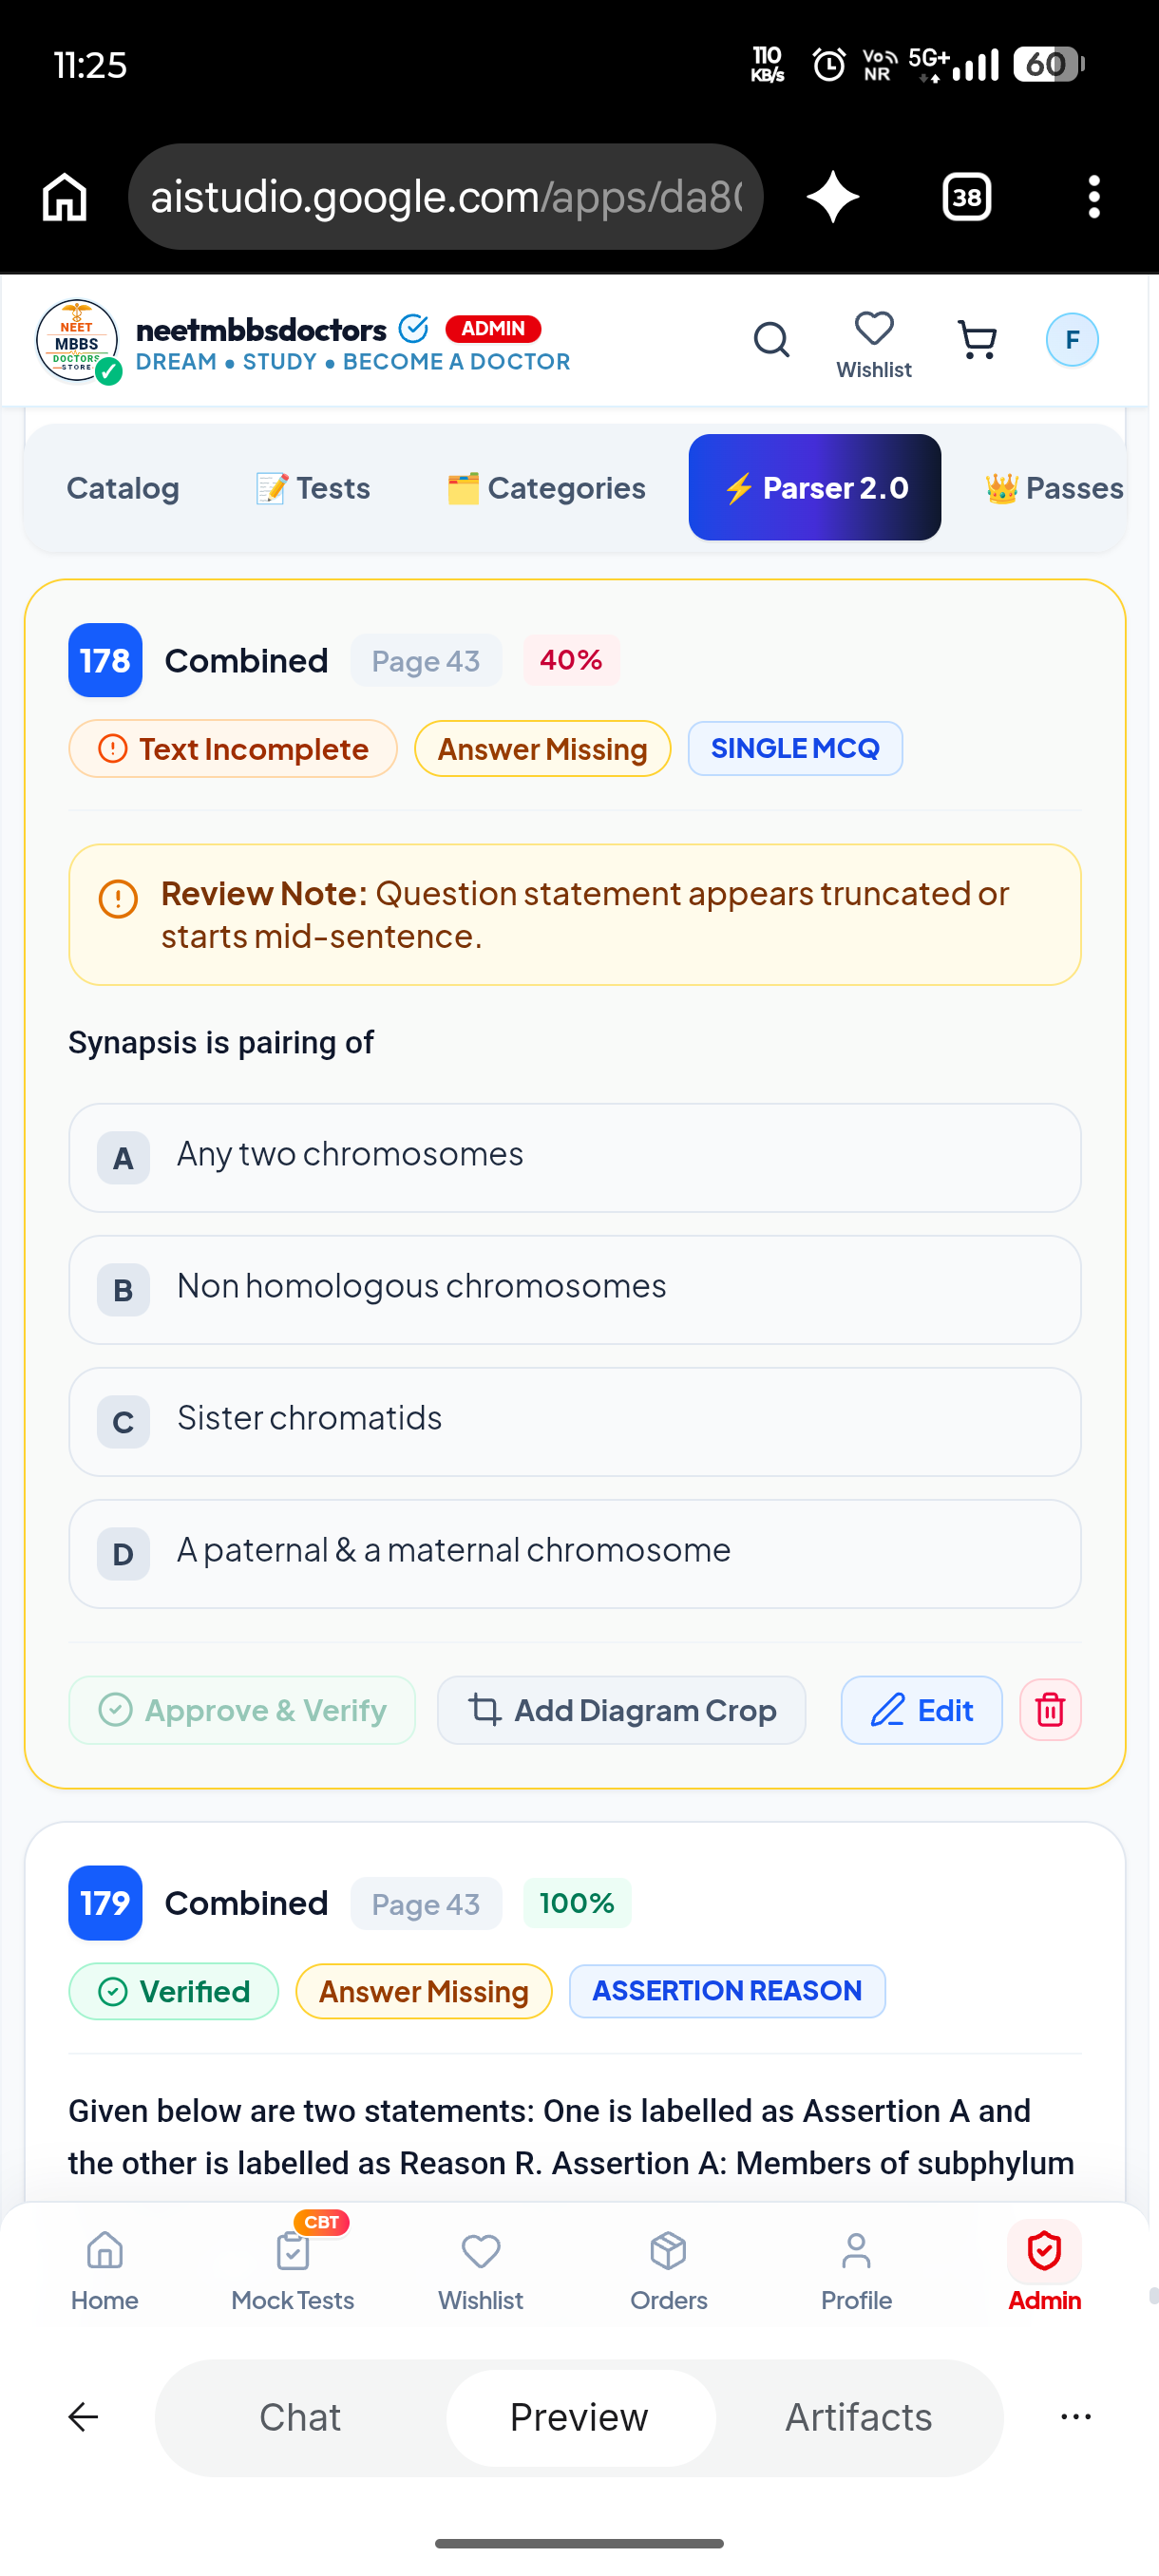 11:25
110 KB/s
Vo NR
5G+
60
aistudio.google.com/apps/da8
38
NEET
MBBS
DOCTORS
STORE
neetmbbsdoctors
ADMIN
DREAM • STUDY • BECOME A DOCTOR
Wishlist
F
Catalog
📝 Tests
🗂️ Categories
⚡ Parser 2.0
👑 Passes
178 Combined Page 43 40%
Text Incomplete Answer Missing SINGLE MCQ
Review Note: Question statement appears truncated or
starts mid-sentence.
Synapsis is pairing of
A Any two chromosomes
B Non homologous chromosomes
C Sister chromatids
D A paternal & a maternal chromosome
Approve & Verify Add Diagram Crop Edit
179 Combined Page 43 100%
Verified Answer Missing ASSERTION REASON
Given below are two statements: One is labelled as Assertion A and
the other is labelled as Reason R. Assertion A: Members of subphylum
CBT
Home Mock Tests Wishlist Orders Profile Admin
Chat Preview Artifacts